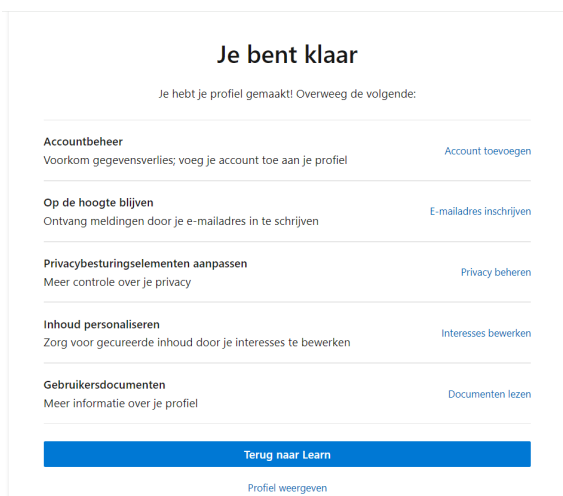 Je bent klaar
Je hebt je profiel gemaakt! Overweeg de volgende:
Accountbeheer
Voorkom gegevensverlies; voeg je account toe aan je profiel
Account toevoegen
Op de hoogte blijven
Ontvang meldingen door je e-mailadres in te schrijven
E-mailadres inschrijven
Privacybesturingselementen aanpassen
Meer controle over je privacy
Privacy beheren
Inhoud personaliseren
Zorg voor gecureerde inhoud door je interesses te bewerken
Interesses bewerken
Gebruikersdocumenten
Meer informatie over je profiel
Documenten lezen
Terug naar Learn
Profiel weergeven